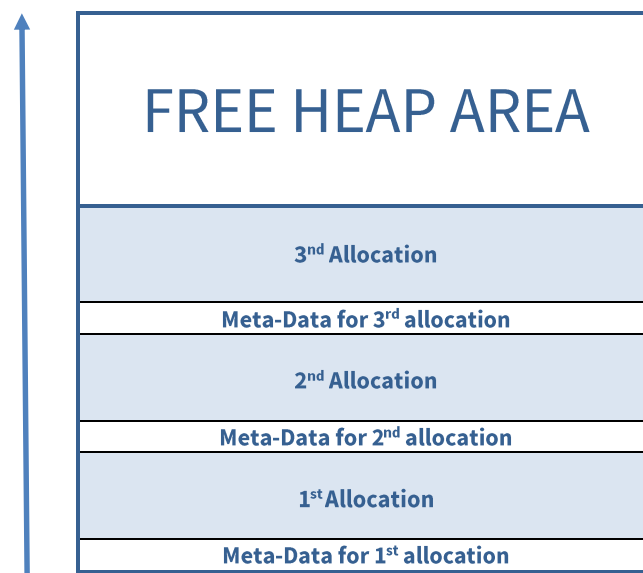 FREE HEAP AREA
3nd Allocation
Meta-Data for 3rd allocation
2nd Allocation
Meta-Data for 2nd allocation
1st Allocation
Meta-Data for 1st allocation